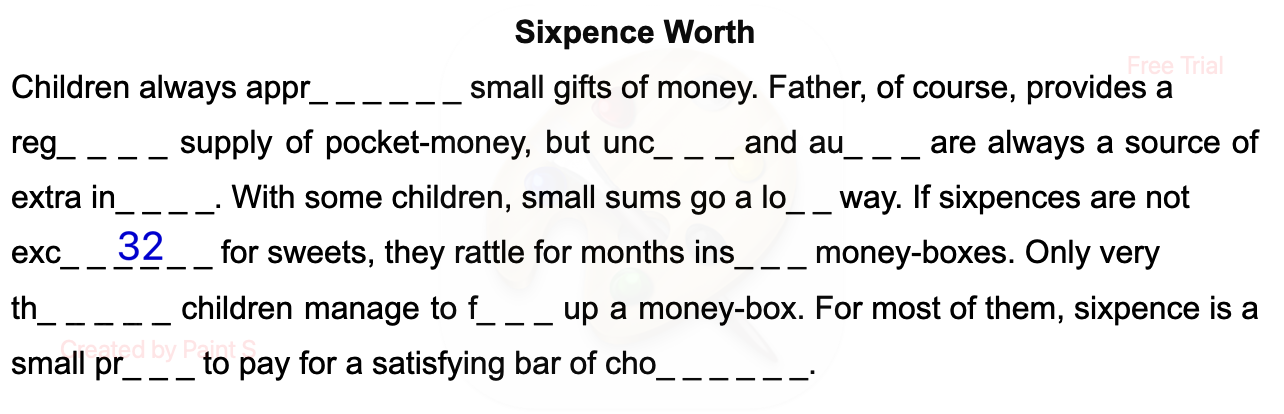 Sixpence Worth
Free Trial
Children always appr_ _ _ _ _ _ small gifts of money. Father, of course, provides a
reg_ _ _ _ supply of pocket-money, but unc_ _ _ and au_ _ _ are always a source of
extra in_ _ _ _. With some children, small sums go a lo_ _ way. If sixpences are not
exc_ _ 32 _ _ for sweets, they rattle for months ins_ _ _ money-boxes. Only very
th_ _ _ _ _ children manage to f_ _ _ up a money-box. For most of them, sixpence is a
Created by Paint S
small pr_ _ _ to pay for a satisfying bar of cho_ _ _ _ _ _.